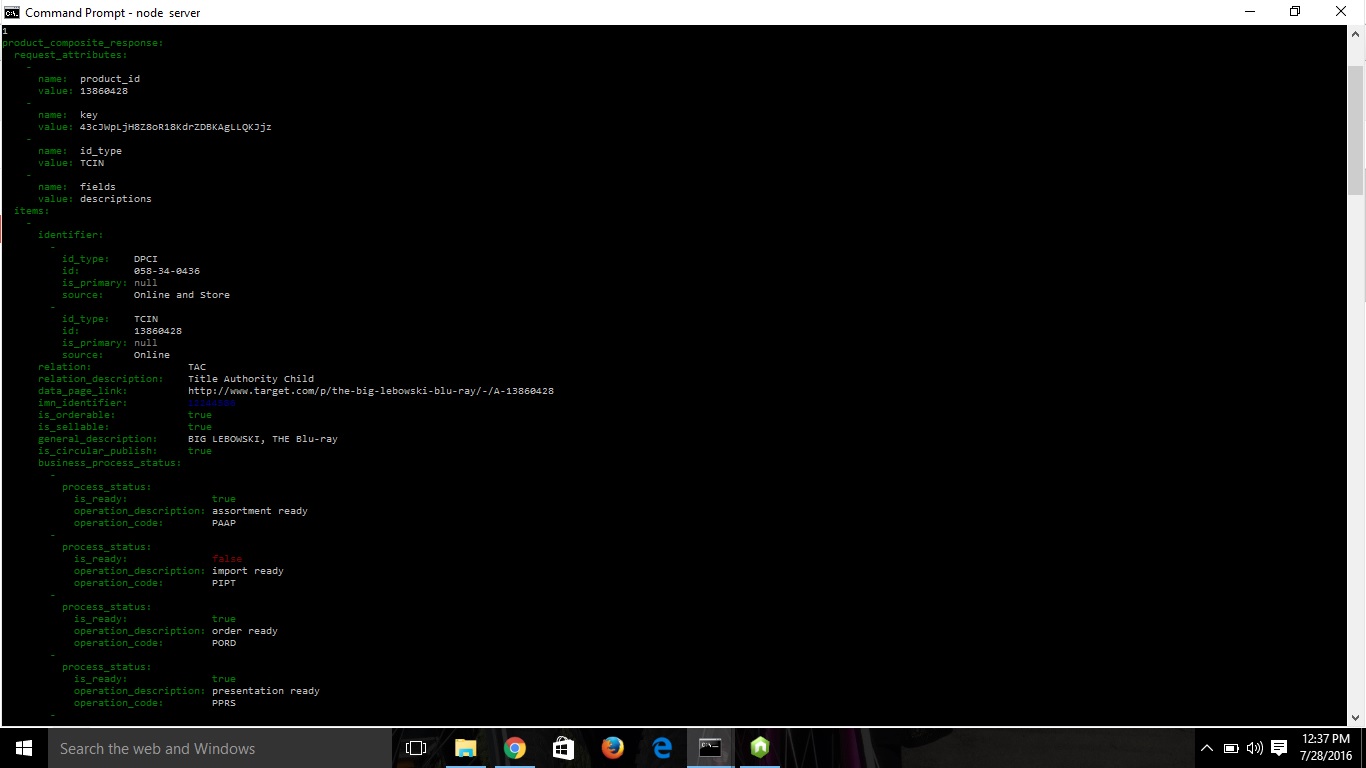 Command Prompt - node server
1
product_composite_response:
request_attributes:
-
name: product_id
value: 13860428
-
name: key
value: 43cJWpLjH8Z8oR18KdrZDBKAgLLQKJjz
-
name: id_type
value: TCIN
-
name: fields
value: descriptions
items:
-
identifier:
-
id_type: DPCI
id: 058-34-0436
is_primary: null
source: Online and Store
-
id_type: TCIN
id: 13860428
is_primary: null
source: Online
relation: TAC
relation_description: Title Authority Child
data_page_link: http://www.target.com/p/the-big-lebowski-blu-ray/-/A-13860428
imn_identifier:
is_orderable: true
is_sellable: true
general_description: BIG LEBOWSKI, THE Blu-ray
is_circular_publish: true
business_process_status:
-
process_status:
is_ready: true
operation_description: assortment ready
operation_code: PAAP
-
process_status:
is_ready: false
operation_description: import ready
operation_code: PIPT
-
process_status:
is_ready: true
operation_description: order ready
operation_code: PORD
-
process_status:
is_ready: true
operation_description: presentation ready
operation_code: PPRS
-
Search the web and Windows
12:37 PM
7/28/2016